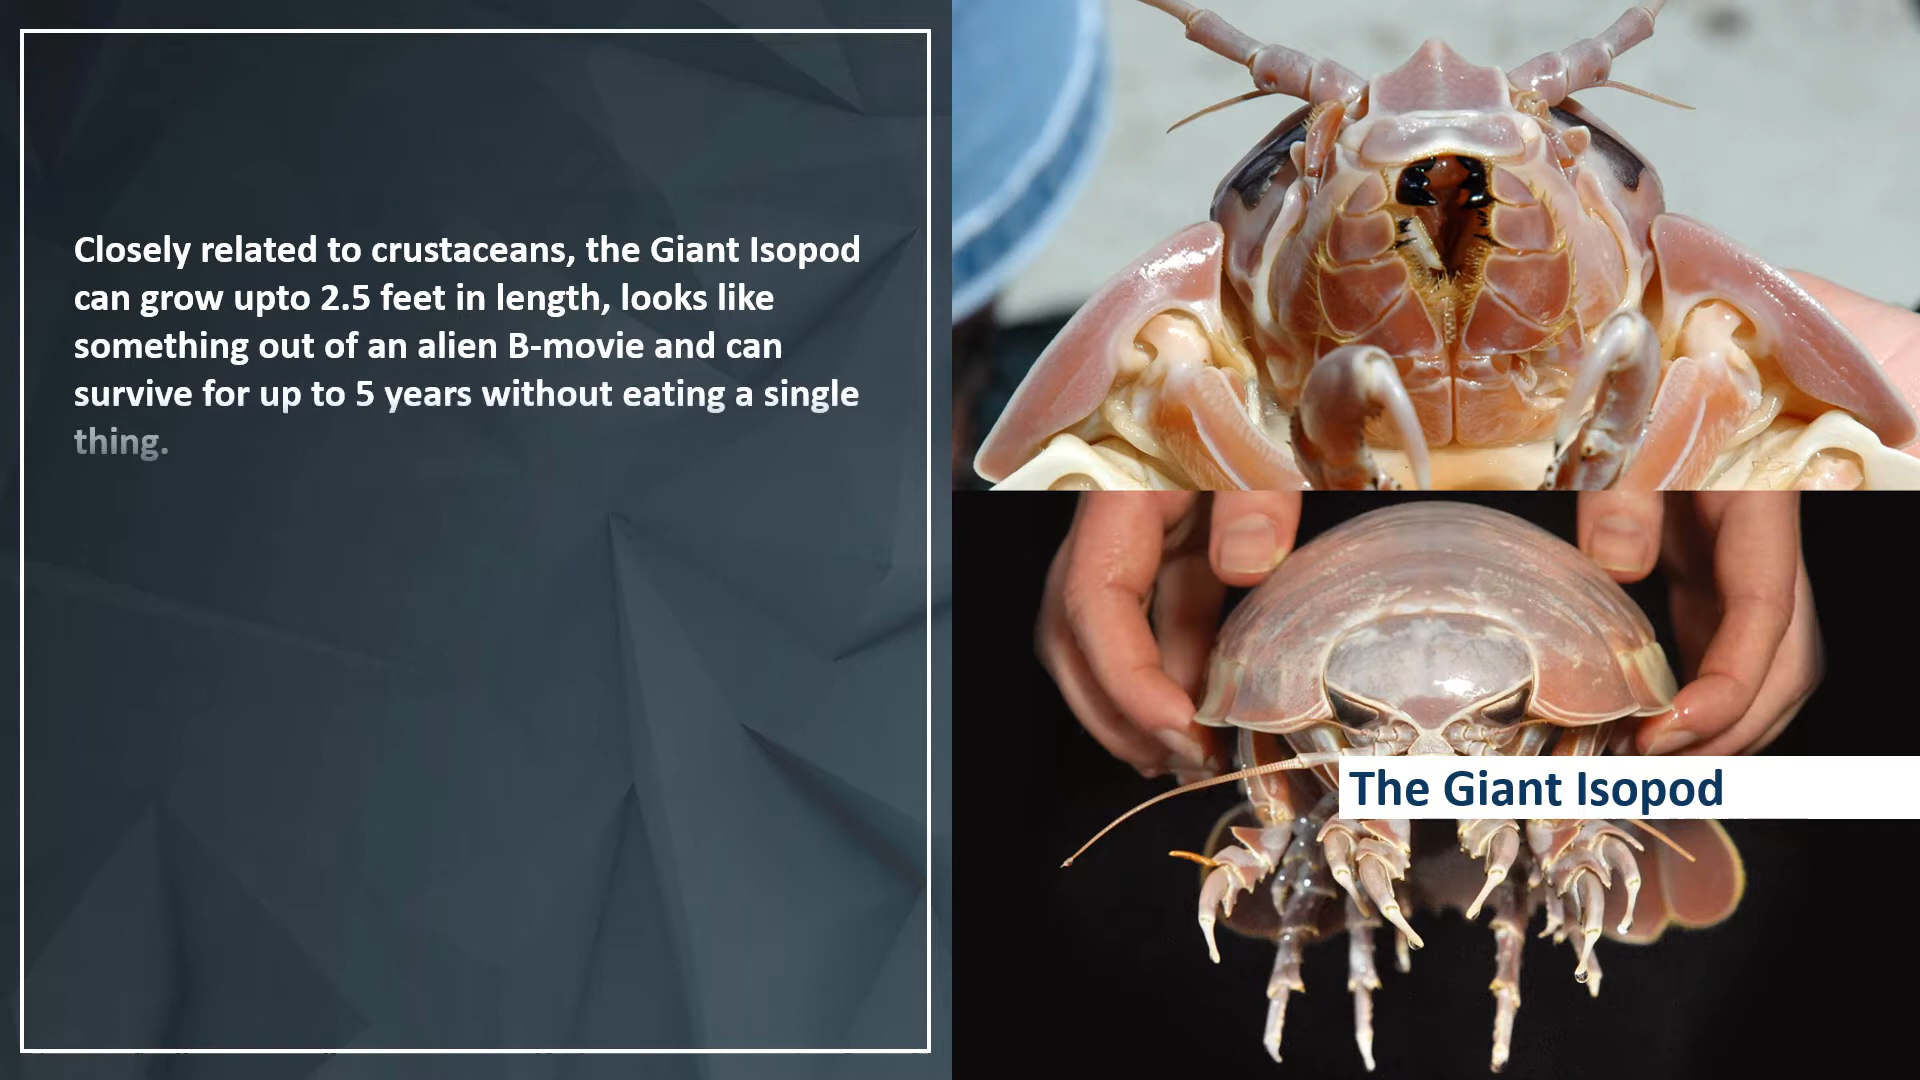 Closely related to crustaceans, the Giant Isopod
can grow upto 2.5 feet in length, looks like
something out of an alien B-movie and can
survive for up to 5 years without eating a single
thing.
The Giant Isopod